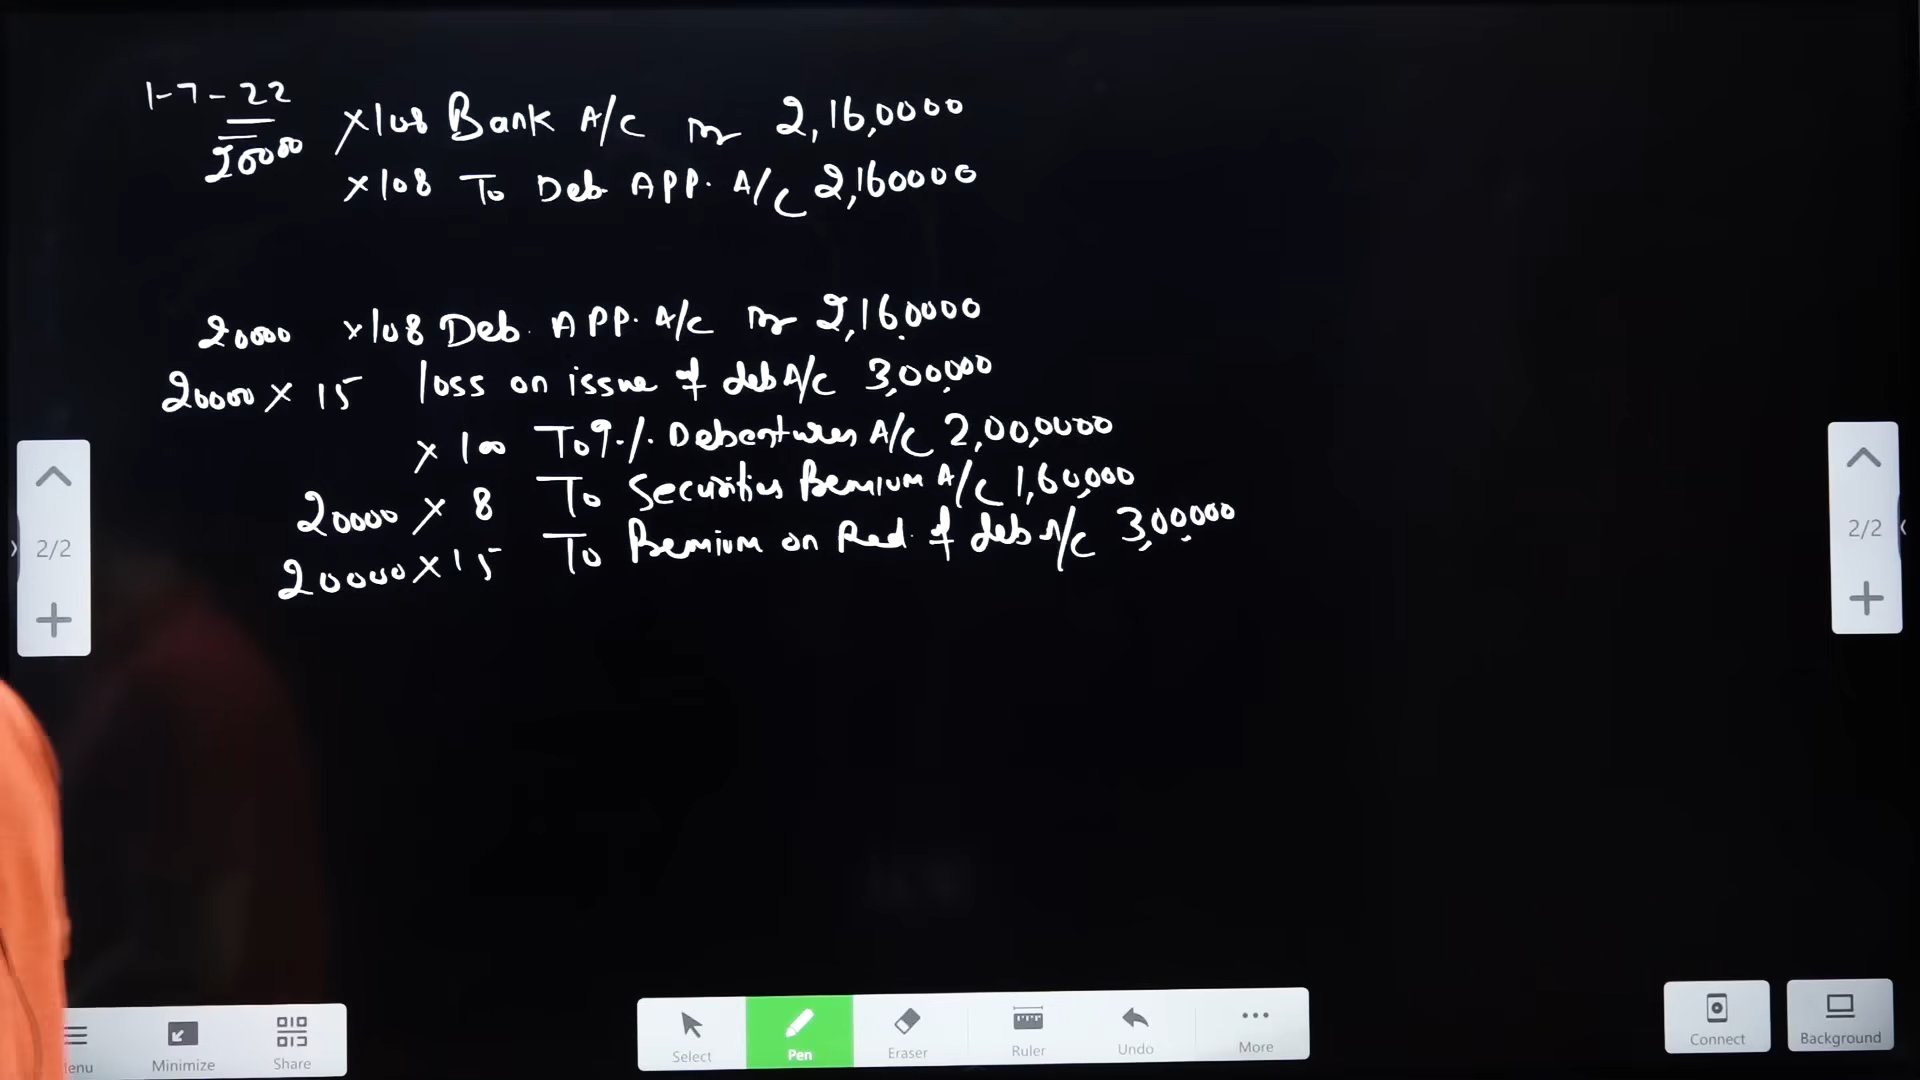 1-7-22
20000 ×108 Bank A/C Dr 2,16,0000
×108 To Deb APP. A/C 2,160000
20000 ×108 Deb. APP. A/C Dr 2,16,0000
20000 × 15 loss on issue of deb A/C 3,00,000
× 100 To 9.%. Debentures A/C 2,00,0000
20000 × 8 To Securities Premium A/C 1,60,000
20000 × 15 To Premium on Red. of deb A/C 3,00,000
2/2
2/2
enu
Minimize
Share
Select
Pen
Eraser
Ruler
Undo
More
Connect
Background